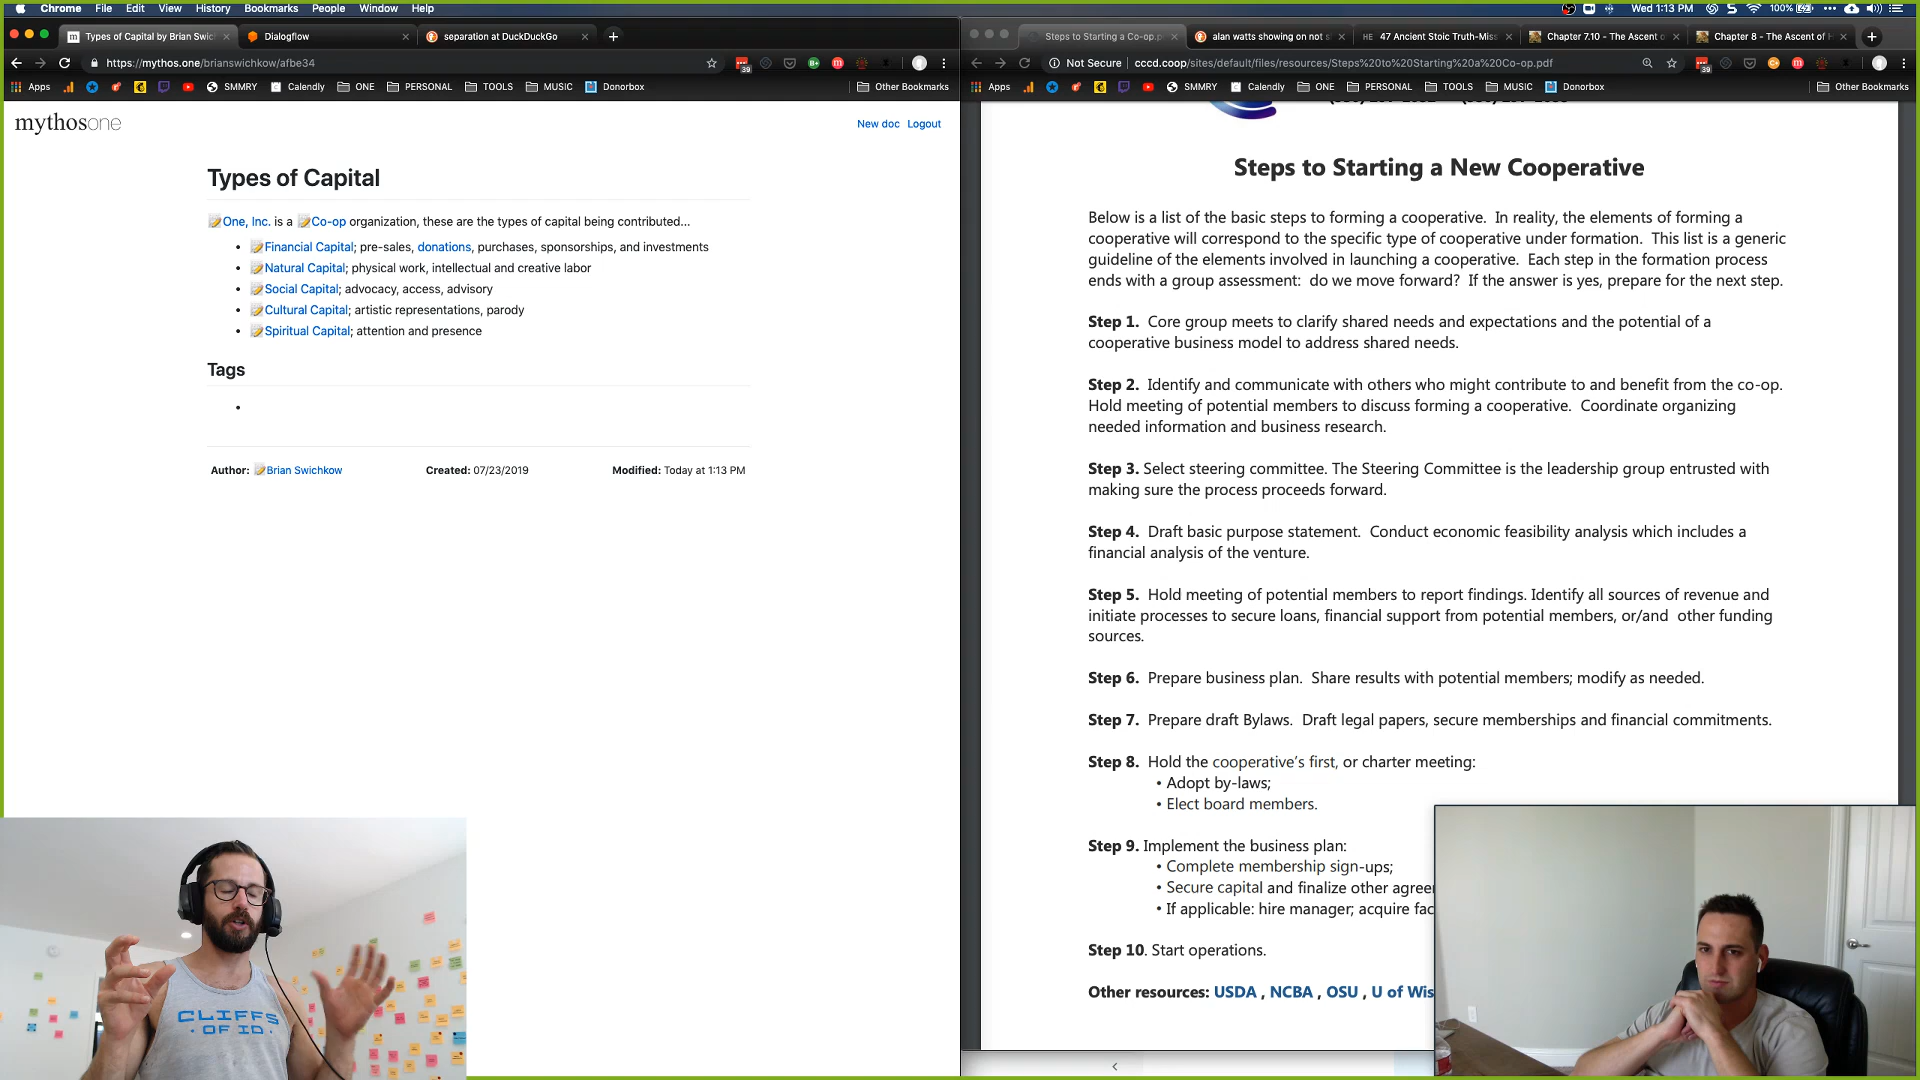 Chrome File Edit View History Bookmarks People Window Help
Wed 1:13 PM
100%
Types of Capital by Brian Swic
Dialogflow
separation at DuckDuckGo
https://mythos.one/brianswichkow/afbe34
Apps SMMRY Calendly ONE PERSONAL TOOLS MUSIC Donorbox Other Bookmarks
mythosone
New doc Logout
Types of Capital
One, Inc. is a Co-op organization, these are the types of capital being contributed...
• Financial Capital; pre-sales, donations, purchases, sponsorships, and investments
• Natural Capital; physical work, intellectual and creative labor
• Social Capital; advocacy, access, advisory
• Cultural Capital; artistic representations, parody
• Spiritual Capital; attention and presence
Tags
•
Author: Brian Swichkow Created: 07/23/2019 Modified: Today at 1:13 PM
CLIFFS
OF ID
Steps to Starting a Co-op.p
alan watts showing on not s
47 Ancient Stoic Truth-Miss
Chapter 7.10 - The Ascent o
Chapter 8 - The Ascent of H
Not Secure cccd.coop/sites/default/files/resources/Steps%20to%20Starting%20a%20Co-op.pdf
Apps SMMRY Calendly ONE PERSONAL TOOLS MUSIC Donorbox Other Bookmarks
Steps to Starting a New Cooperative
Below is a list of the basic steps to forming a cooperative. In reality, the elements of forming a
cooperative will correspond to the specific type of cooperative under formation. This list is a generic
guideline of the elements involved in launching a cooperative. Each step in the formation process
ends with a group assessment: do we move forward? If the answer is yes, prepare for the next step.
Step 1. Core group meets to clarify shared needs and expectations and the potential of a
cooperative business model to address shared needs.
Step 2. Identify and communicate with others who might contribute to and benefit from the co-op.
Hold meeting of potential members to discuss forming a cooperative. Coordinate organizing
needed information and business research.
Step 3. Select steering committee. The Steering Committee is the leadership group entrusted with
making sure the process proceeds forward.
Step 4. Draft basic purpose statement. Conduct economic feasibility analysis which includes a
financial analysis of the venture.
Step 5. Hold meeting of potential members to report findings. Identify all sources of revenue and
initiate processes to secure loans, financial support from potential members, or/and other funding
sources.
Step 6. Prepare business plan. Share results with potential members; modify as needed.
Step 7. Prepare draft Bylaws. Draft legal papers, secure memberships and financial commitments.
Step 8. Hold the cooperative's first, or charter meeting:
• Adopt by-laws;
• Elect board members.
Step 9. Implement the business plan:
• Complete membership sign-ups;
• Secure capital and finalize other agree
• If applicable: hire manager; acquire fac
Step 10. Start operations.
Other resources: USDA , NCBA , OSU , U of Wis